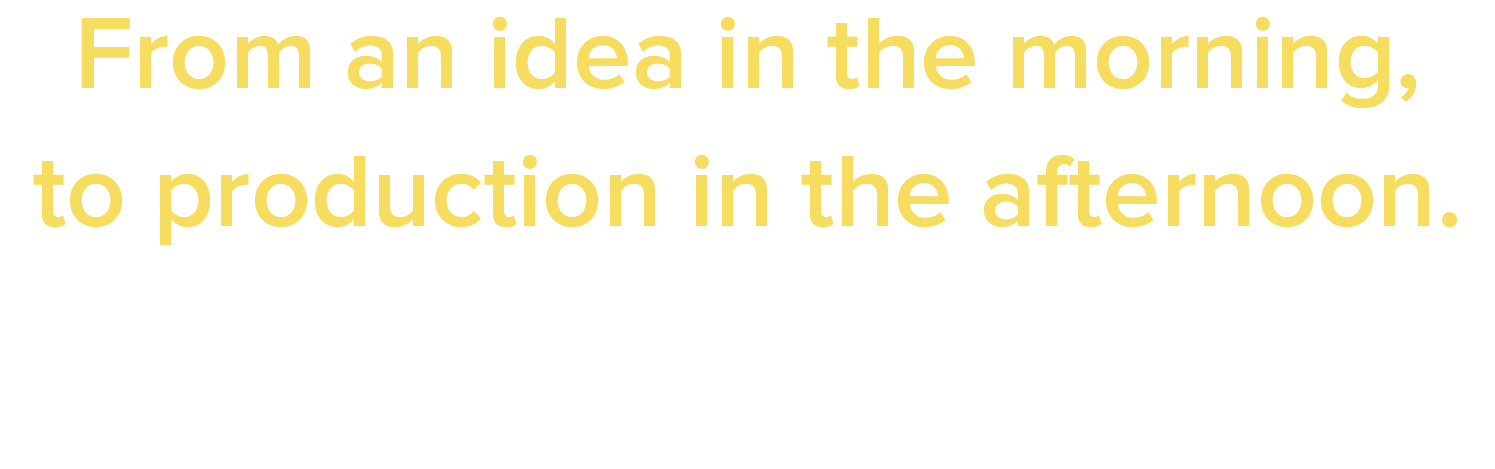 From an idea in the morning,
to production in the afternoon.